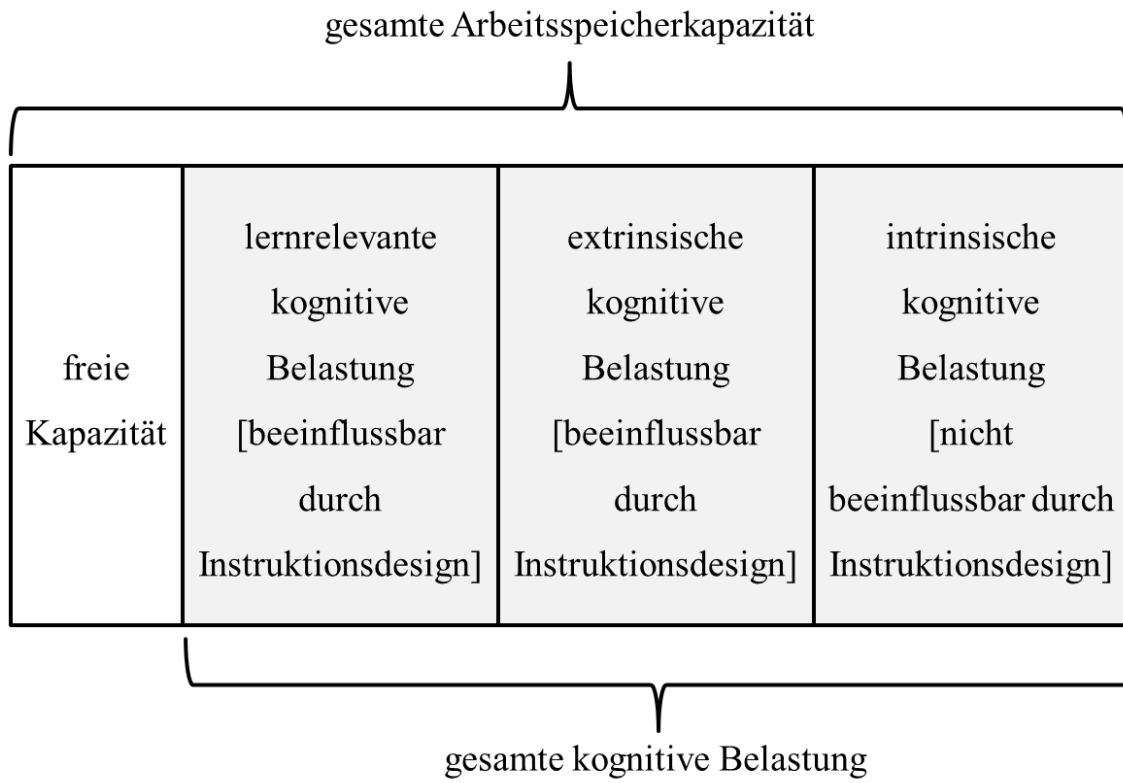 gesamte Arbeitsspeicherkapazität
freie
Kapazität
lernrelevante
kognitive
Belastung
[beeinflussbar
durch
Instruktionsdesign]
extrinsische
kognitive
Belastung
[beeinflussbar
durch
Instruktionsdesign]
intrinsische
kognitive
Belastung
[nicht
beeinflussbar durch
Instruktionsdesign]
gesamte kognitive Belastung